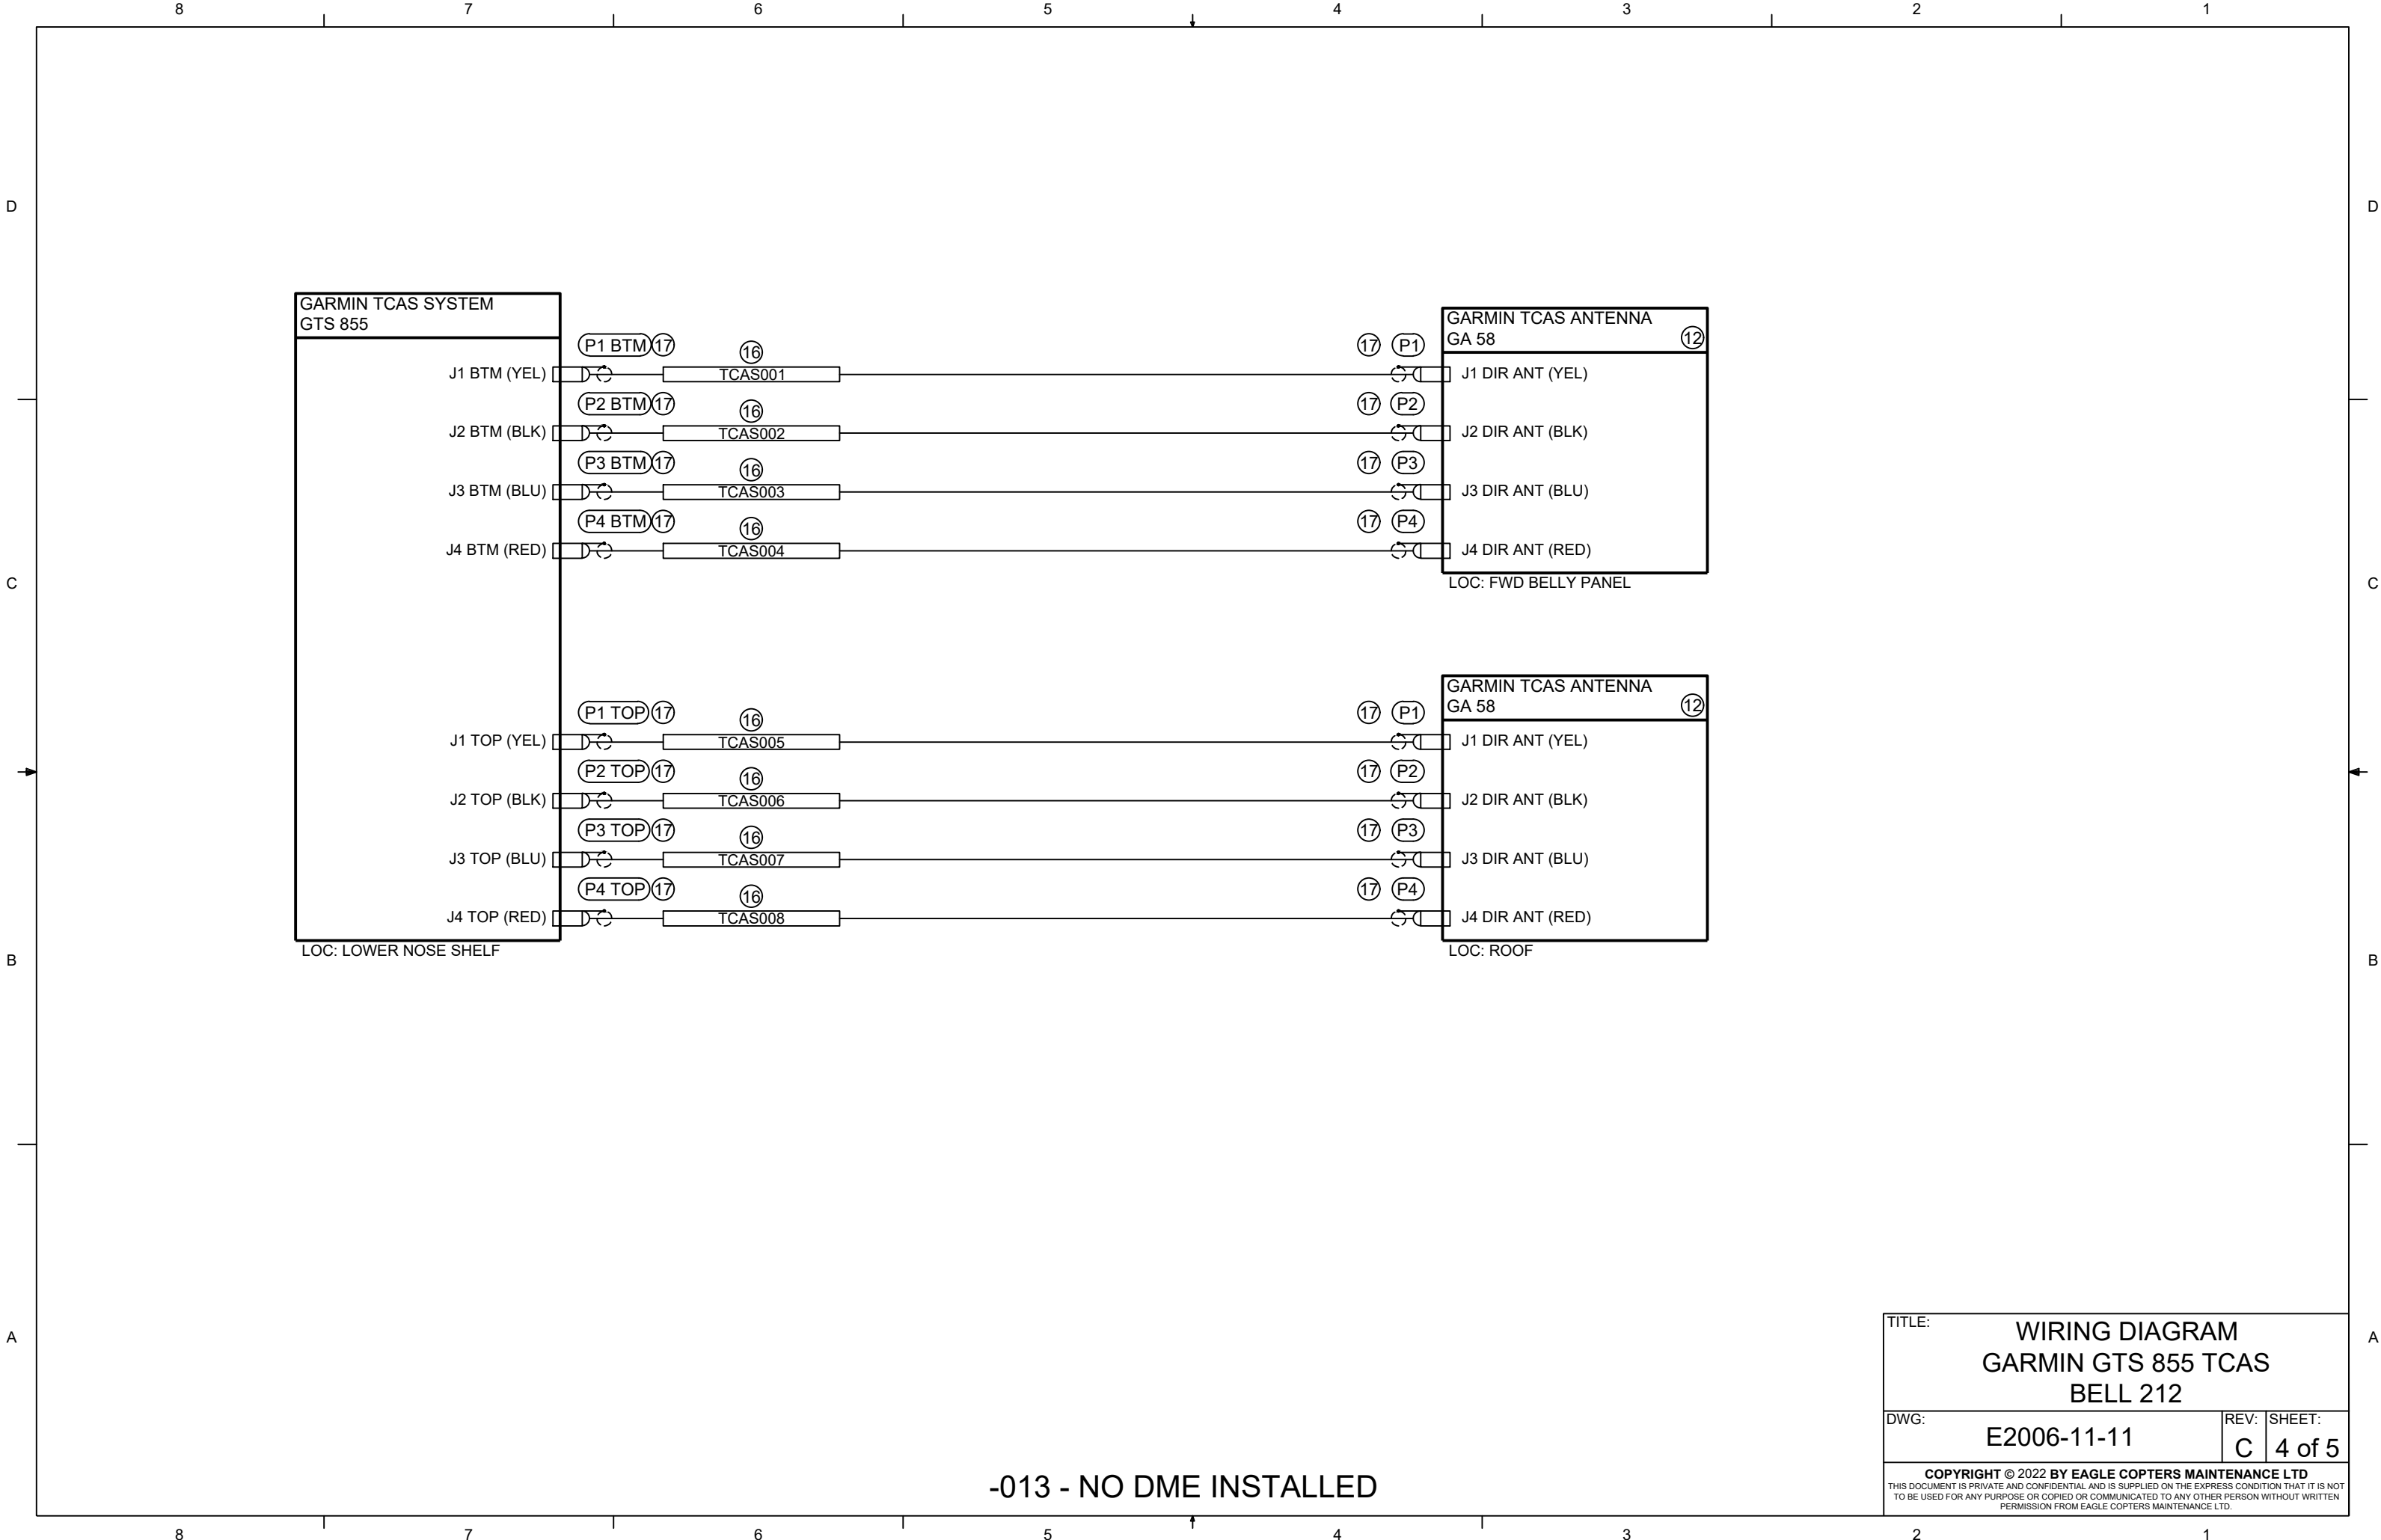 8 7 6 5 4 3 2 1
D D
GARMIN TCAS SYSTEM
GTS 855
GARMIN TCAS ANTENNA
GA 58 12
P1 BTM 17 16 17 P1
J1 BTM (YEL) TCAS001 J1 DIR ANT (YEL)
P2 BTM 17 16 17 P2
J2 BTM (BLK) TCAS002 J2 DIR ANT (BLK)
P3 BTM 17 16 17 P3
J3 BTM (BLU) TCAS003 J3 DIR ANT (BLU)
P4 BTM 17 16 17 P4
J4 BTM (RED) TCAS004 J4 DIR ANT (RED)
C LOC: FWD BELLY PANEL C
GARMIN TCAS ANTENNA
GA 58 12
P1 TOP 17 16 17 P1
J1 TOP (YEL) TCAS005 J1 DIR ANT (YEL)
P2 TOP 17 16 17 P2
J2 TOP (BLK) TCAS006 J2 DIR ANT (BLK)
P3 TOP 17 16 17 P3
J3 TOP (BLU) TCAS007 J3 DIR ANT (BLU)
P4 TOP 17 16 17 P4
J4 TOP (RED) TCAS008 J4 DIR ANT (RED)
LOC: LOWER NOSE SHELF LOC: ROOF
B B
A A
TITLE:
WIRING DIAGRAM
GARMIN GTS 855 TCAS
BELL 212
DWG: REV: SHEET:
E2006-11-11 C 4 of 5
COPYRIGHT © 2022 BY EAGLE COPTERS MAINTENANCE LTD
THIS DOCUMENT IS PRIVATE AND CONFIDENTIAL AND IS SUPPLIED ON THE EXPRESS CONDITION THAT IT IS NOT
TO BE USED FOR ANY PURPOSE OR COPIED OR COMMUNICATED TO ANY OTHER PERSON WITHOUT WRITTEN
PERMISSION FROM EAGLE COPTERS MAINTENANCE LTD.
-013 - NO DME INSTALLED
8 7 6 5 4 3 2 1